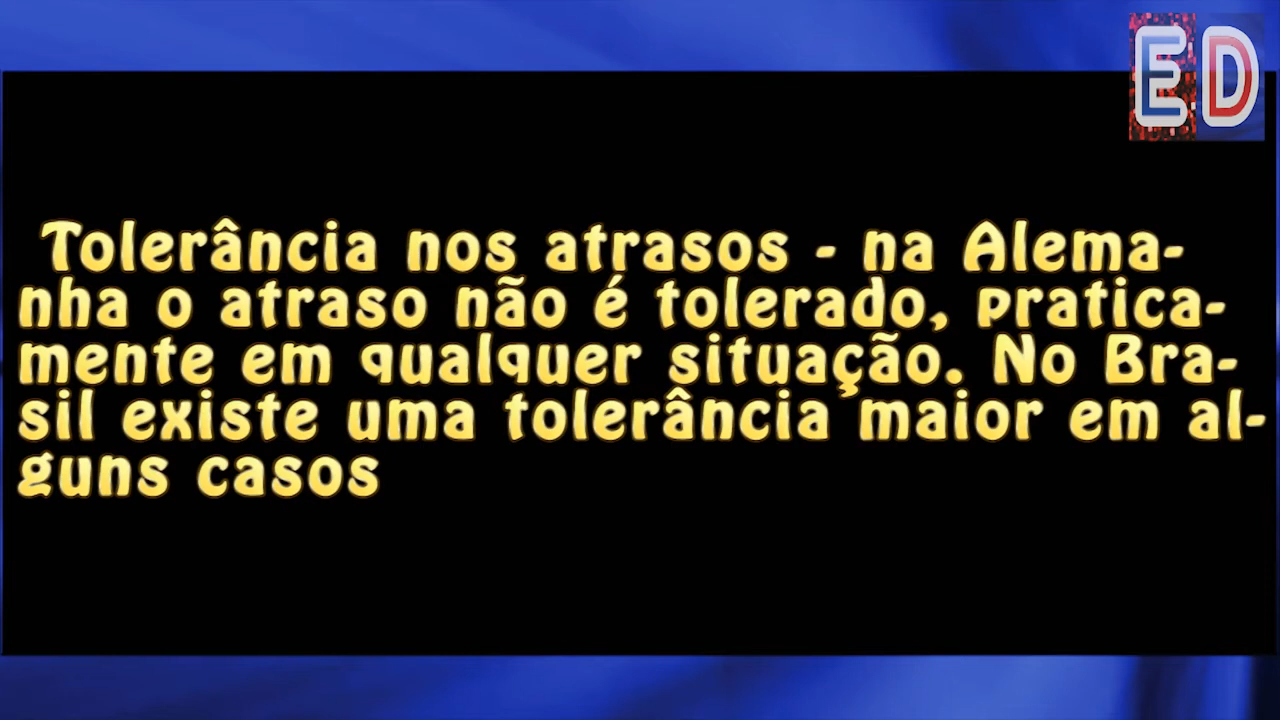 ED
Tolerância nos atrasos - na Alema-
nha o atraso não é tolerado, pratica-
mente em qualquer situação. No Bra-
sil existe uma tolerância maior em al-
guns casos